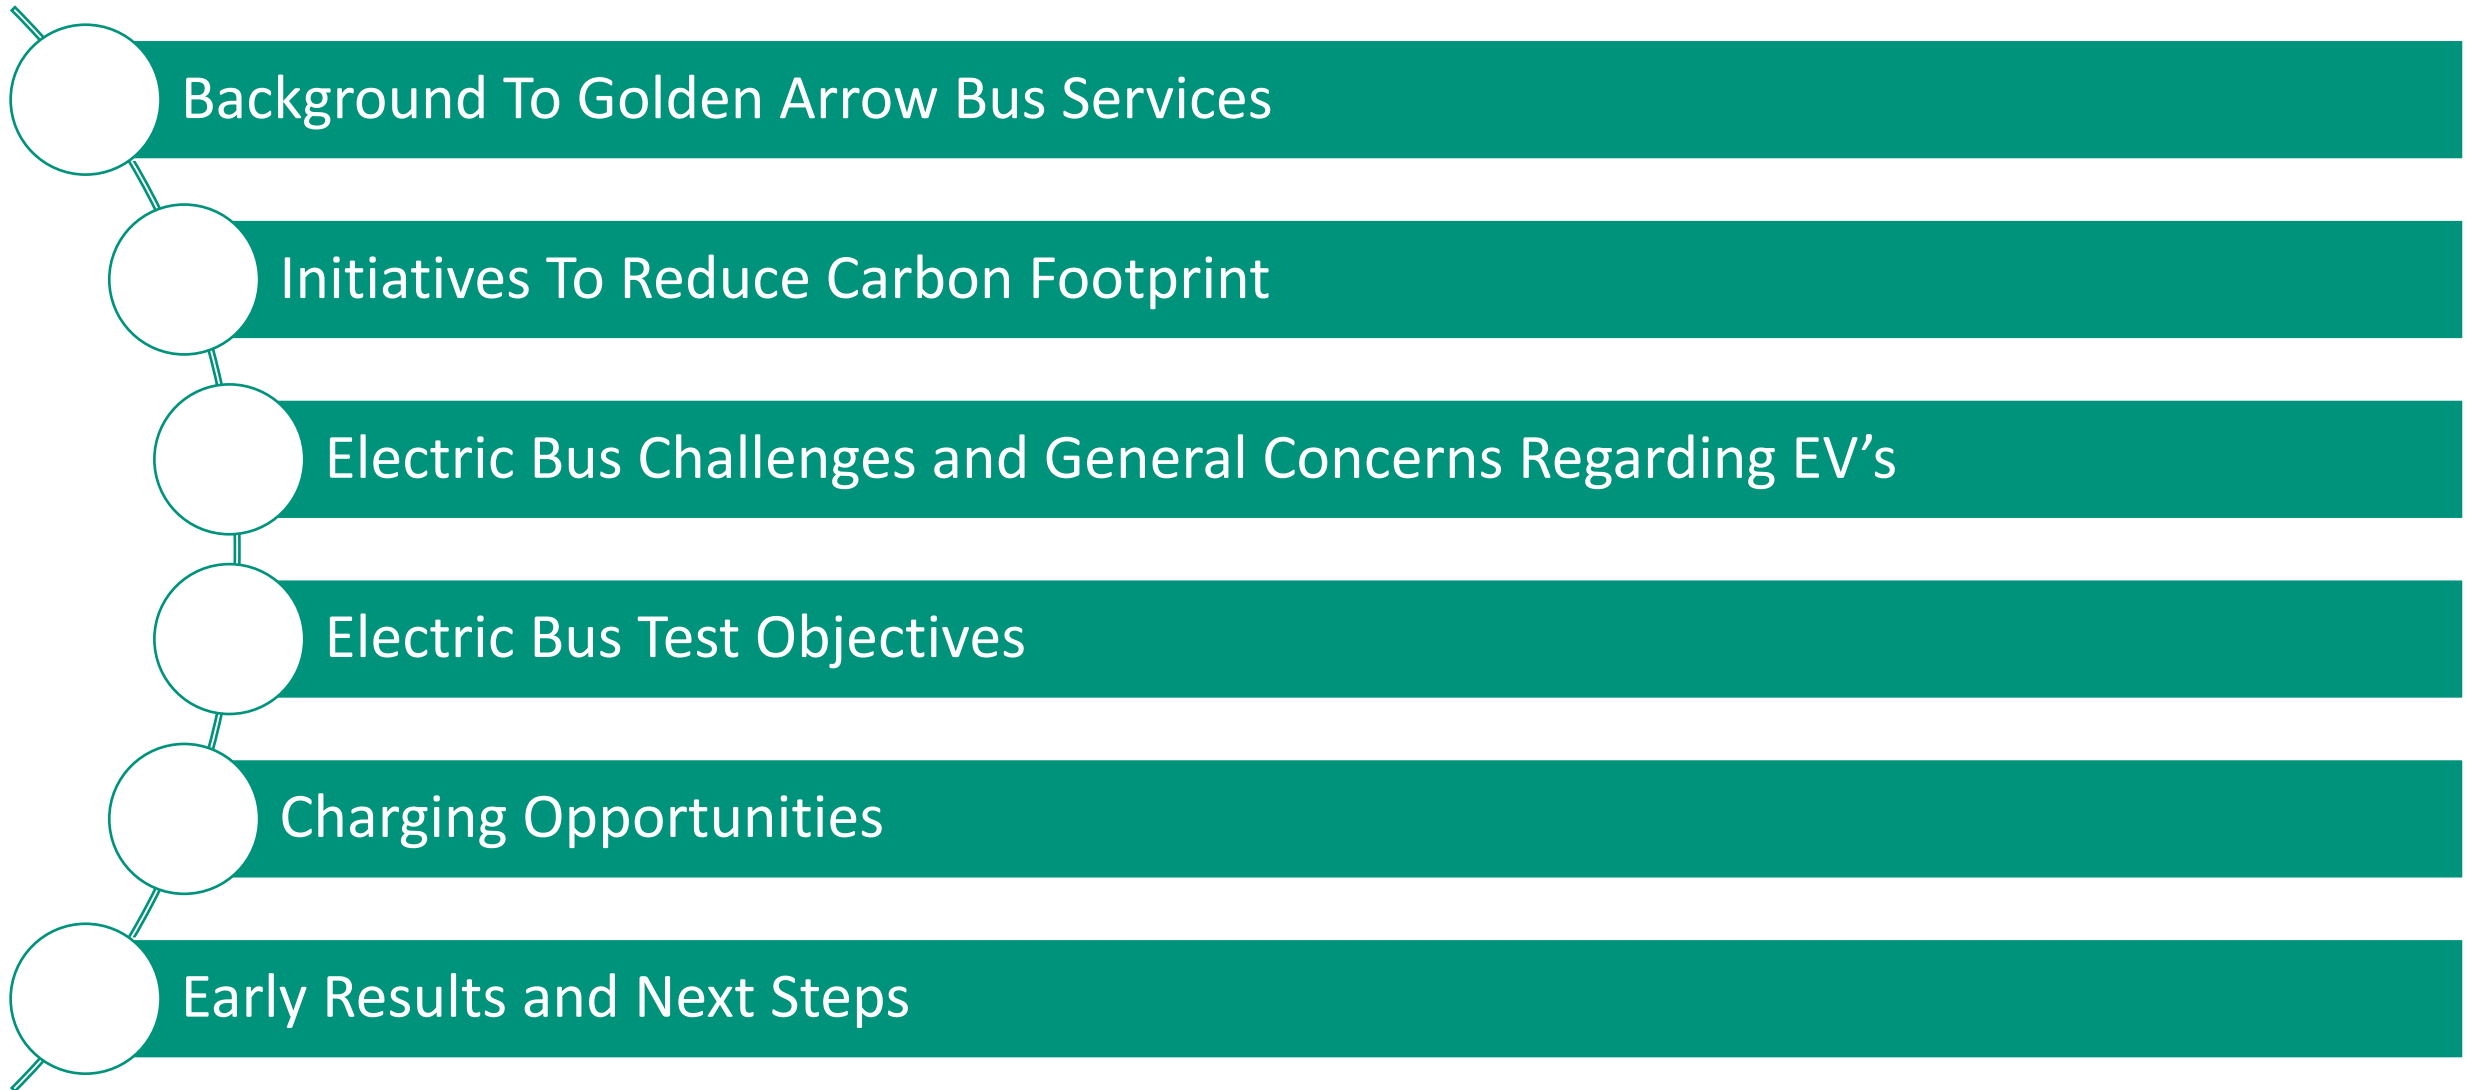 Background To Golden Arrow Bus Services
Initiatives To Reduce Carbon Footprint
Electric Bus Challenges and General Concerns Regarding EV’s
Electric Bus Test Objectives
Charging Opportunities
Early Results and Next Steps